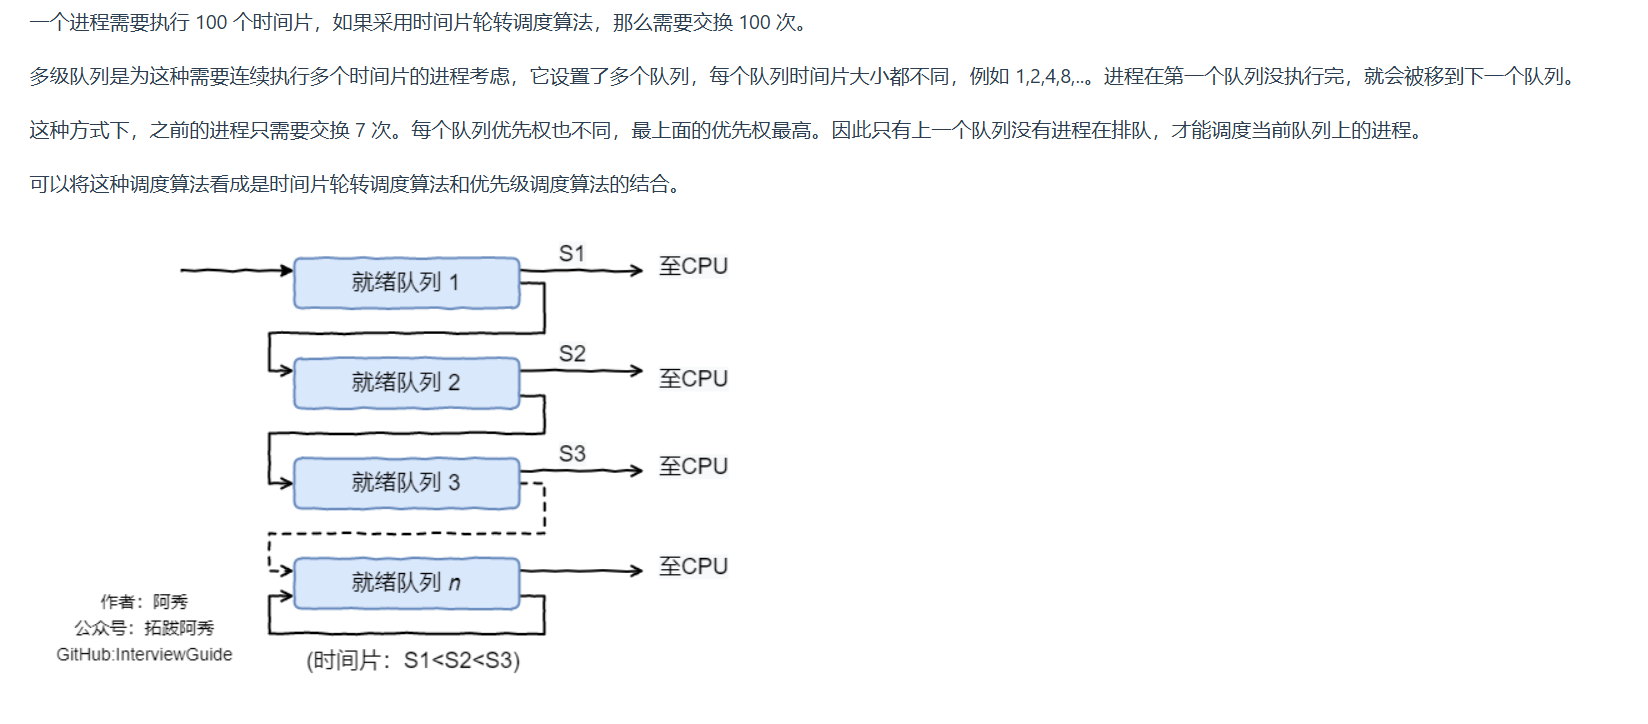 一个进程需要执行 100 个时间片，如果采用时间片轮转调度算法，那么需要交换 100 次。
多级队列是为这种需要连续执行多个时间片的进程考虑，它设置了多个队列，每个队列时间片大小都不同，例如 1,2,4,8,..。进程在第一个队列没执行完，就会被移到下一个队列。
这种方式下，之前的进程只需要交换 7 次。每个队列优先权也不同，最上面的优先权最高。因此只有上一个队列没有进程在排队，才能调度当前队列上的进程。
可以将这种调度算法看成是时间片轮转调度算法和优先级调度算法的结合。
S1
就绪队列 1
至CPU
S2
就绪队列 2
至CPU
S3
就绪队列 3
至CPU
就绪队列 n
至CPU
作者：阿秀
公众号：拓跋阿秀
GitHub:InterviewGuide
(时间片：S1<S2<S3)